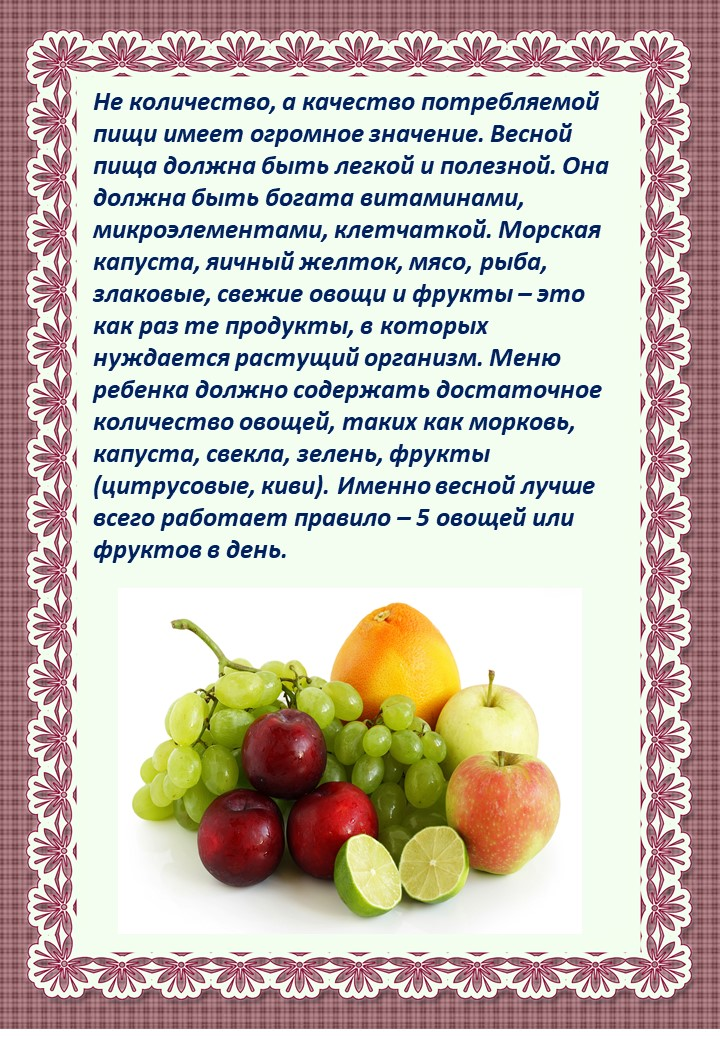 Не количество, а качество потребляемой
пищи имеет огромное значение. Весной
пища должна быть легкой и полезной. Она
должна быть богата витаминами,
микроэлементами, клетчаткой. Морская
капуста, яичный желток, мясо, рыба,
злаковые, свежие овощи и фрукты – это
как раз те продукты, в которых
нуждается растущий организм. Меню
ребенка должно содержать достаточное
количество овощей, таких как морковь,
капуста, свекла, зелень, фрукты
(цитрусовые, киви). Именно весной лучше
всего работает правило – 5 овощей или
фруктов в день.